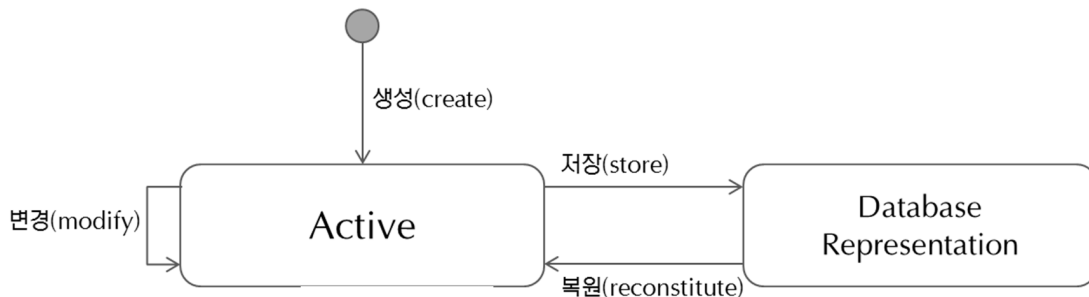 생성(create)
저장(store)
변경(modify)
Active
Database
Representation
복원(reconstitute)